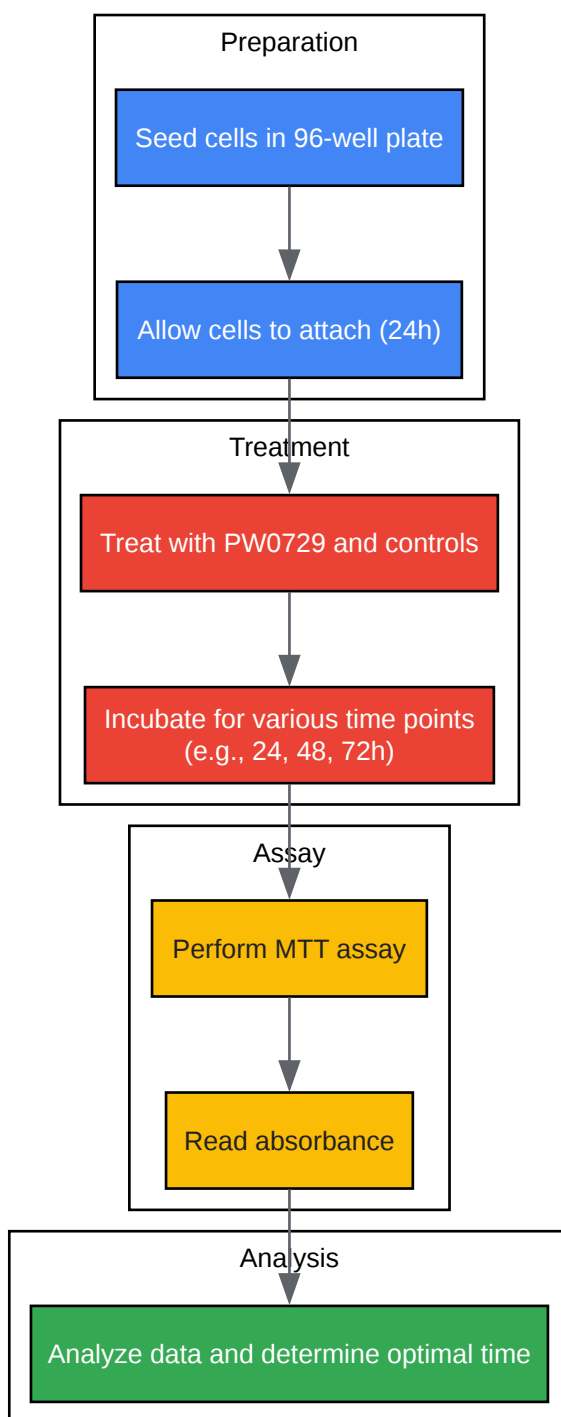 Preparation
Seed cells in 96-well plate
Allow cells to attach (24h)
Treatment
Treat with PW0729 and controls
Incubate for various time points
(e.g., 24, 48, 72h)
Assay
Perform MTT assay
Read absorbance
Analysis
Analyze data and determine optimal time